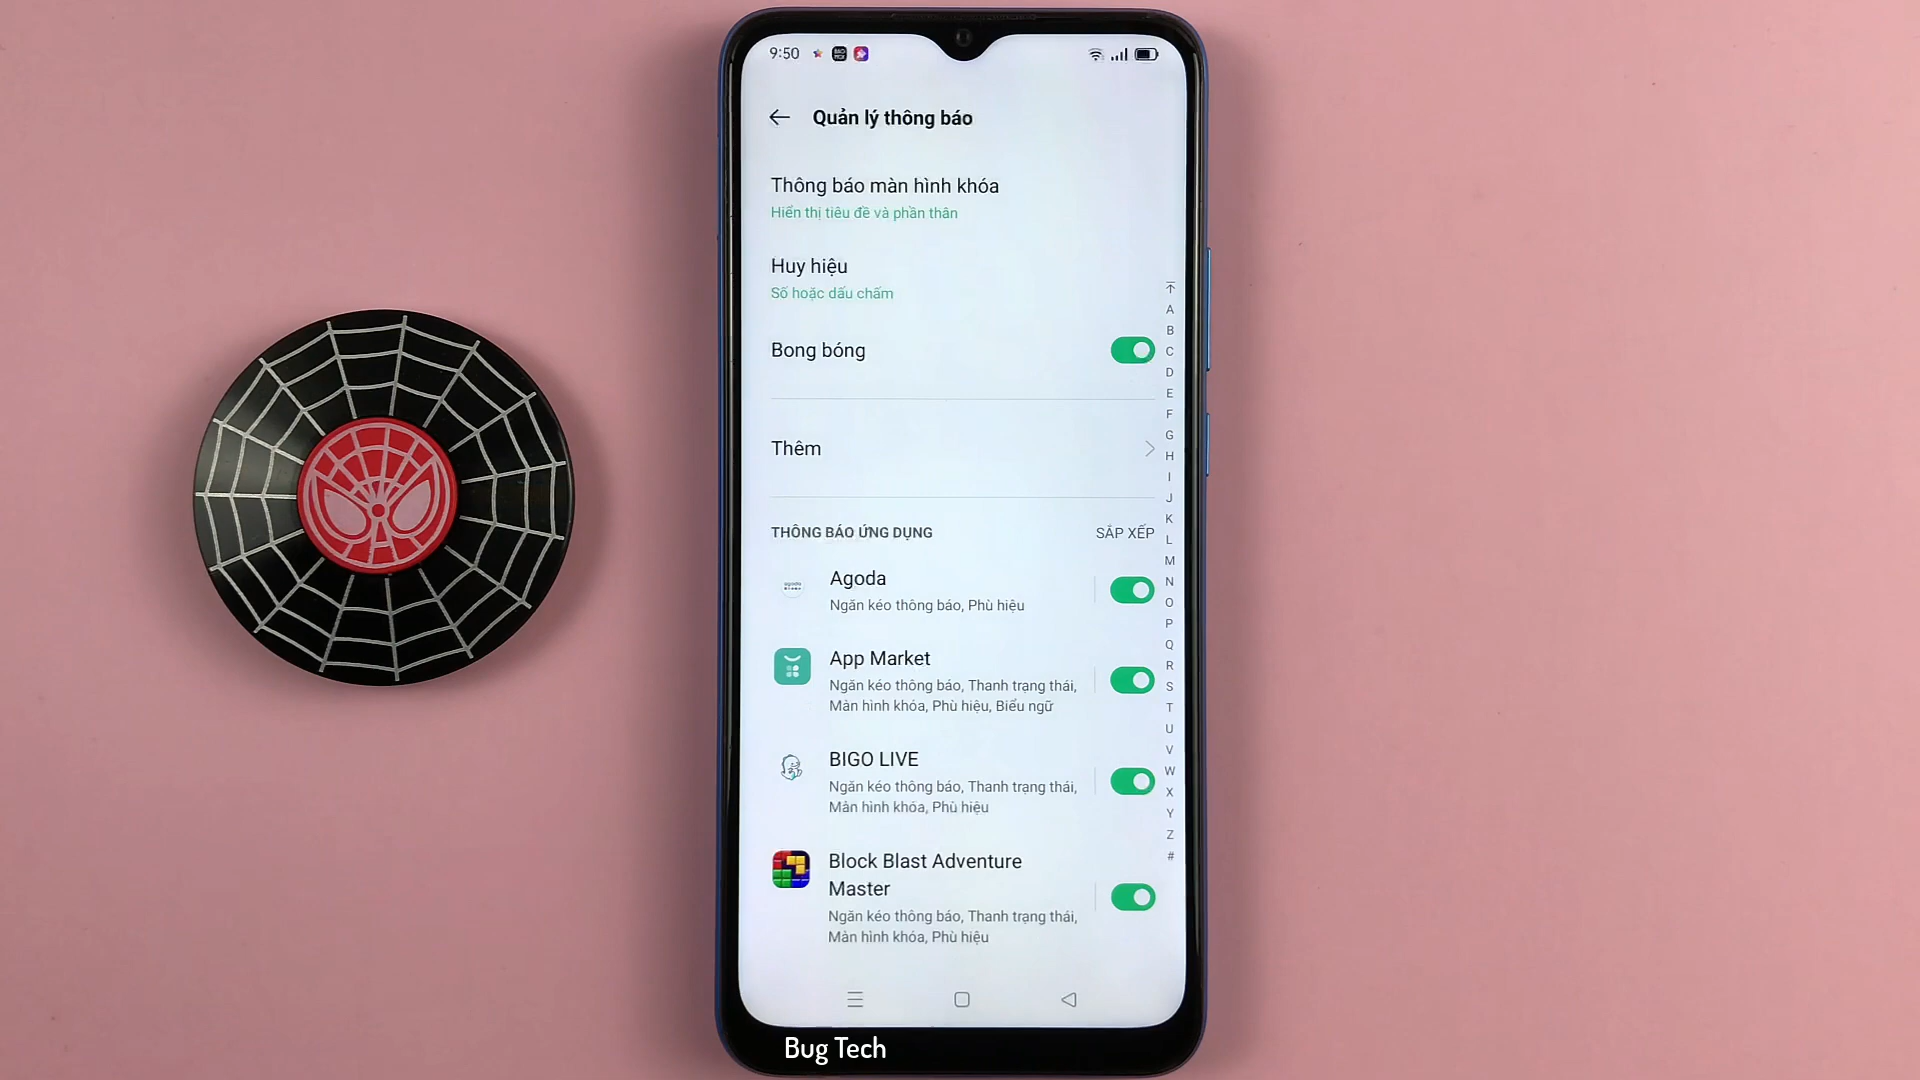 9:50
Quản lý thông báo
Thông báo màn hình khóa
Hiển thị tiêu đề và phần thân
Huy hiệu
Số hoặc dấu chấm
Bong bóng
Thêm
THÔNG BÁO ỨNG DỤNG
SẮP XẾP
Agoda
Ngăn kéo thông báo, Phù hiệu
App Market
Ngăn kéo thông báo, Thanh trạng thái,
Màn hình khóa, Phù hiệu, Biểu ngữ
BIGO LIVE
Ngăn kéo thông báo, Thanh trạng thái,
Màn hình khóa, Phù hiệu
Block Blast Adventure
Master
Ngăn kéo thông báo, Thanh trạng thái,
Màn hình khóa, Phù hiệu
A
B
C
D
E
F
G
H
I
J
K
L
M
N
O
P
Q
R
S
T
U
V
W
X
Y
Z
#
Bug Tech